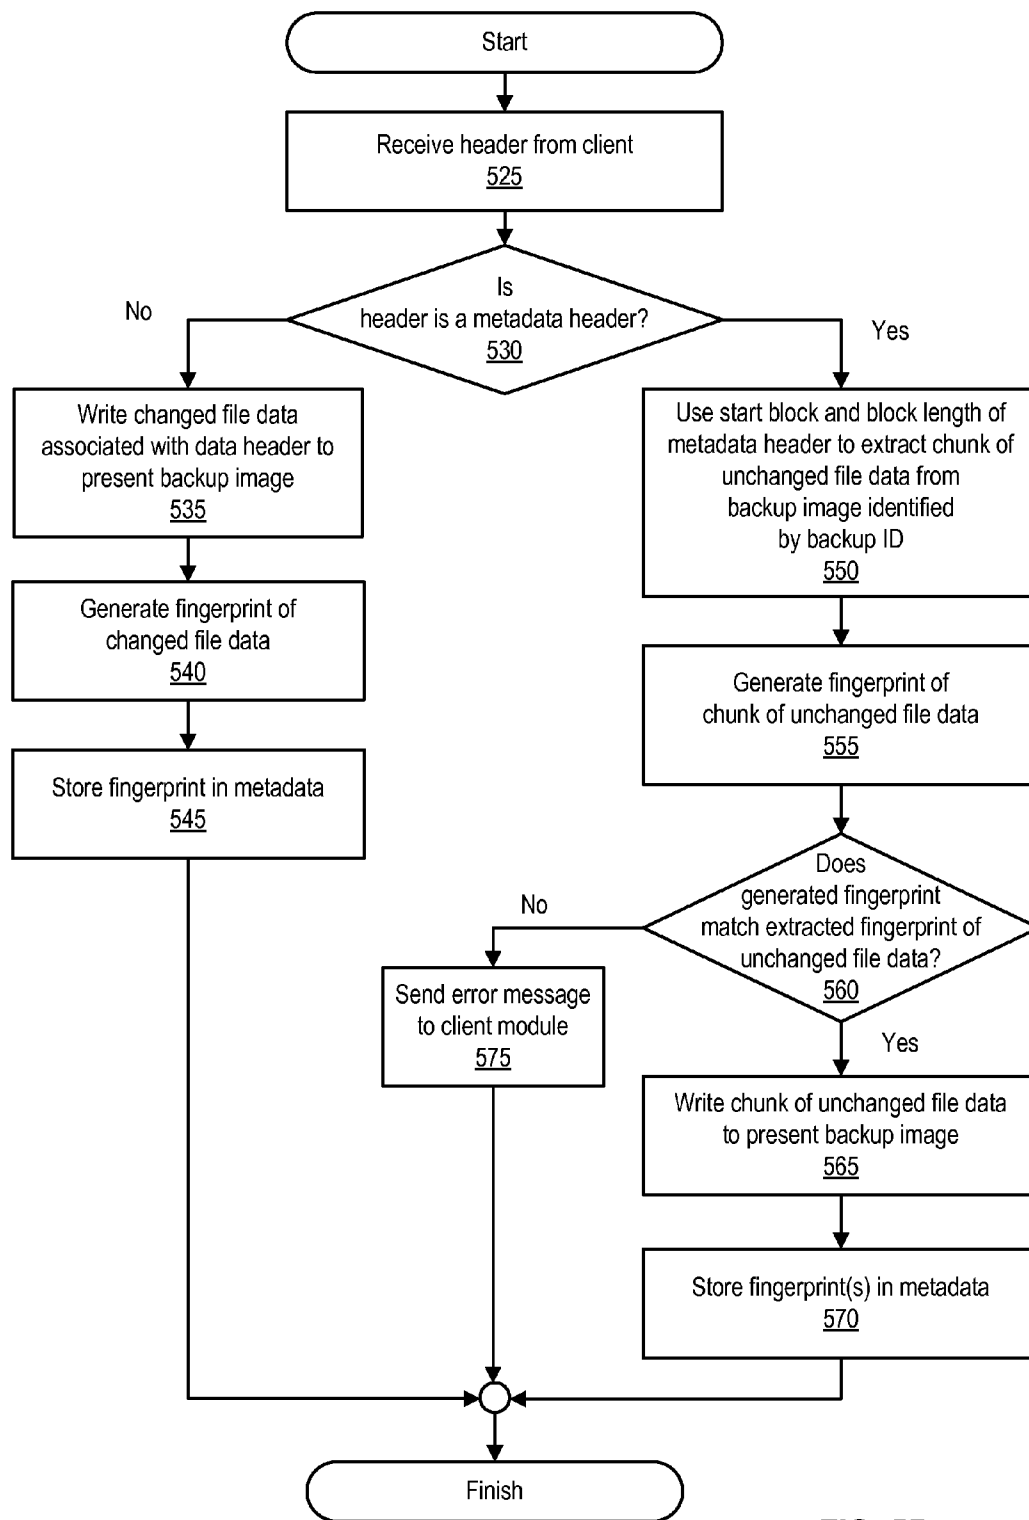 Start
Receive header from client
525
Is
header is a metadata header?
530
No
Yes
Write changed file data
associated with data header to
present backup image
535
Use start block and block length of
metadata header to extract chunk of
unchanged file data from
backup image identified
by backup ID
550
Generate fingerprint of
changed file data
540
Generate fingerprint of
chunk of unchanged file data
555
Store fingerprint in metadata
545
Does
generated fingerprint
match extracted fingerprint of
unchanged file data?
560
No
Yes
Send error message
to client module
575
Write chunk of unchanged file data
to present backup image
565
Store fingerprint(s) in metadata
570
Finish